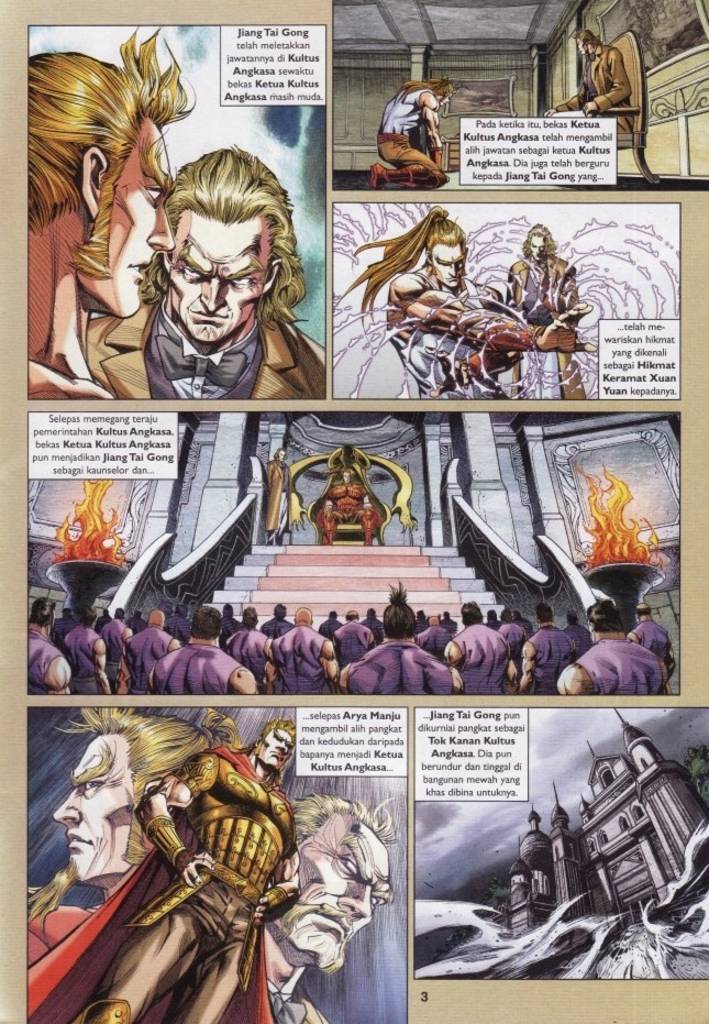 Jiang Tai Gong
telah meletakkan
jawatannya di Kultus
Angkasa sewaktu
bekas Ketua Kultus
Angkasa masih muda.
Pada ketika itu, bekas Ketua
Kultus Angkasa telah mengambil
alih jawatan sebagai ketua Kultus
Angkasa. Dia juga telah berguru
kepada Jiang Tai Gong yang...
...telah me-
wariskan hikmat
yang dikenali
sebagai Hikmat
Keramat Xuan
Yuan kepadanya.
Selepas memegang teraju
pemerintahan Kultus Angkasa,
bekas Ketua Kultus Angkasa
pun menjadikan Jiang Tai Gong
sebagai kaunselor dan...
...selepas Arya Manju
mengambil alih pangkat
dan kedudukan daripada
bapanya menjadi Ketua
Kultus Angkasa...
...Jiang Tai Gong pun
dikurniai pangkat sebagai
Tok Kanan Kultus
Angkasa. Dia pun
berundur dan tinggal di
bangunan mewah yang
khas dibina untuknya.
3